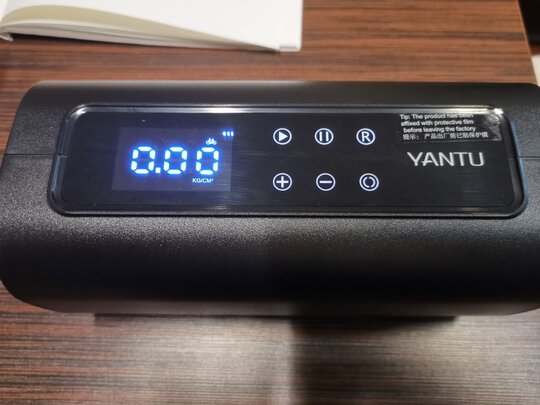 Tip: The product has been
affixed with protective film
before leaving the factory
提示：产品出厂前已贴保护膜
0.00
KG/CM²
R
YANTU